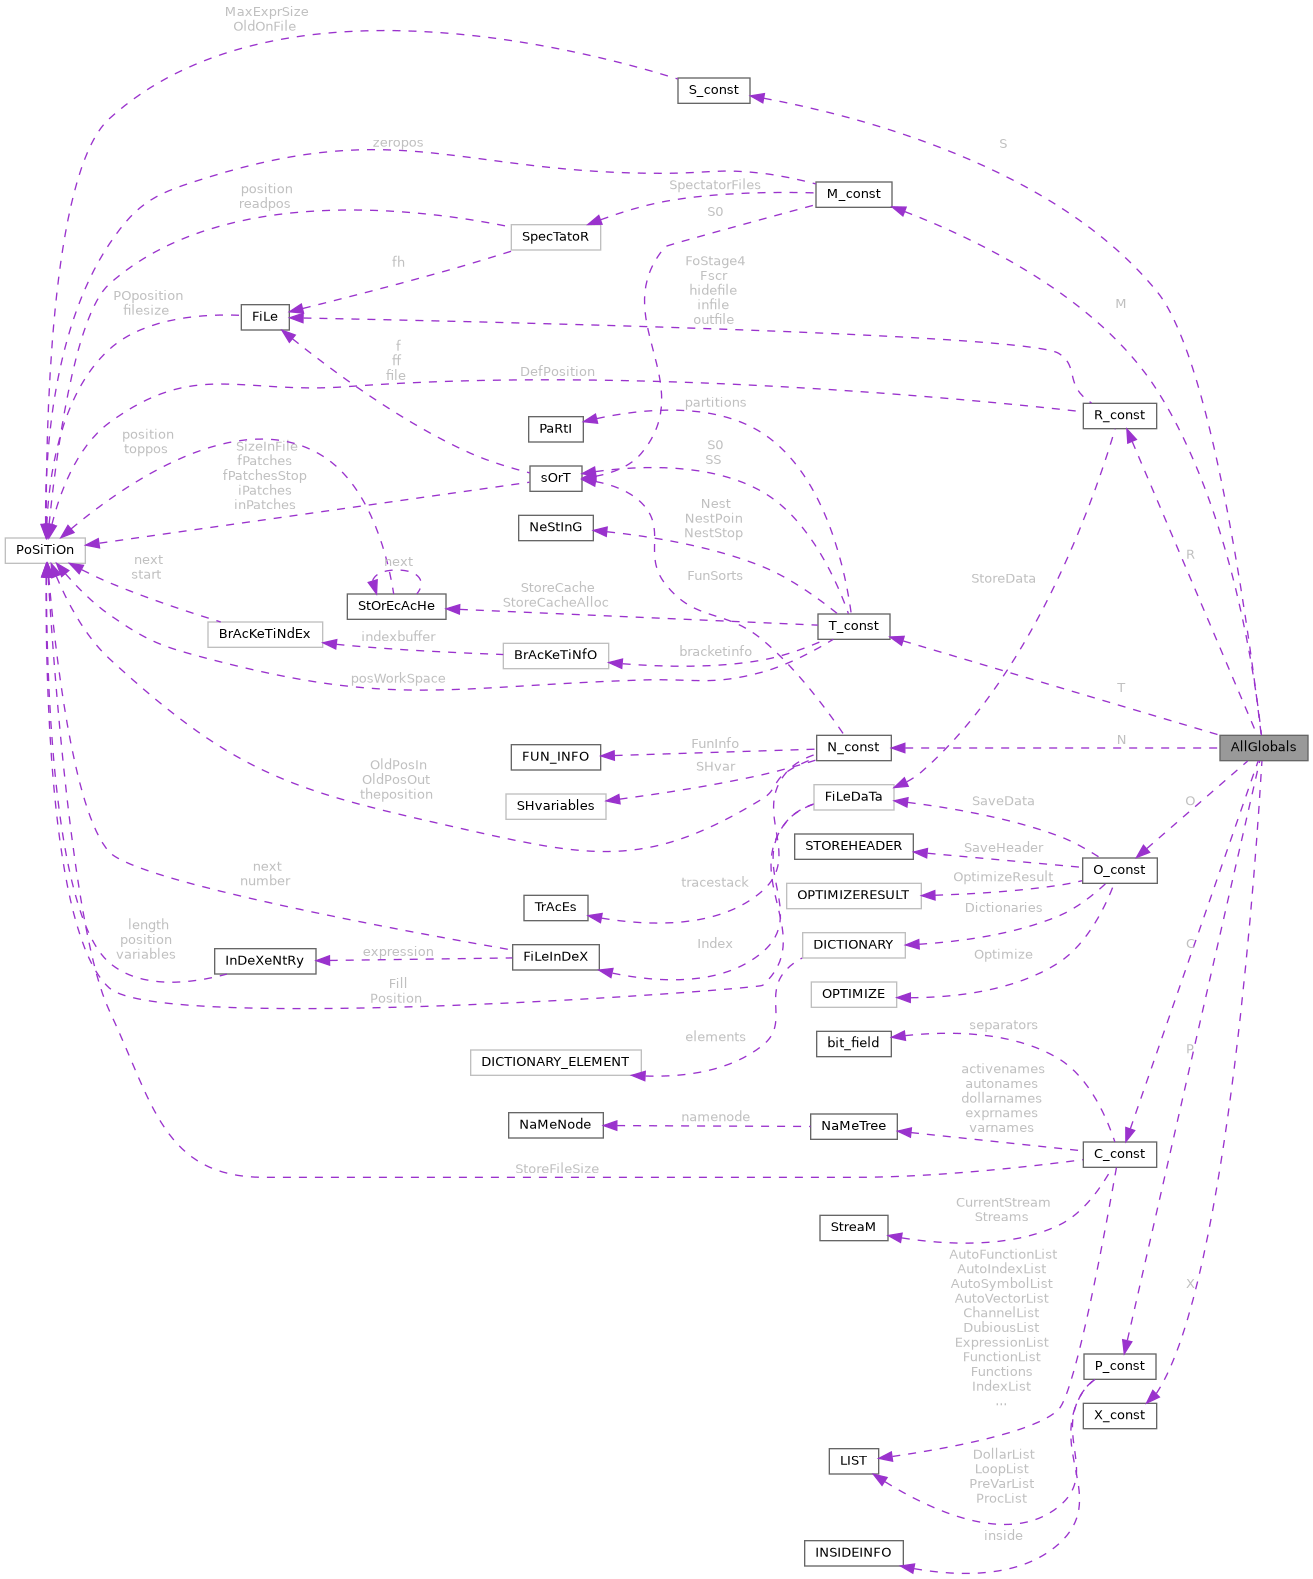 MaxExprSize
OldOnFile
S_const
S
zeropos
SpectatorFiles
M_const
position
readpos
S0
SpecTatoR
fh
FoStage4
Fscr
hidefile
infile
outfile
POposition
filesize
FiLe
M
f
ff
file
DefPosition
partitions
R_const
PaRtI
position
toppos
SizeInFile
fPatches
fPatchesStop
iPatches
inPatches
S0
SS
sOrT
Nest
NestPoin
NestStop
NeStInG
PoSiTiOn
R
next
start
next
FunSorts
StoreData
StoreCache
StoreCacheAlloc
StOrEcAcHe
T_const
BrAcKeTiNdEx
indexbuffer
BrAcKeTiNfO
bracketinfo
posWorkSpace
T
FunInfo
N_const
N
AllGlobals
FUN_INFO
SHvar
OldPosIn
OldPosOut
theposition
SHvariables
FiLeDaTa
SaveData
O
STOREHEADER
SaveHeader
O_const
next
number
tracestack
OPTIMIZERESULT
OptimizeResult
TrAcEs
Dictionaries
length
position
variables
InDeXeNtRy
expression
FiLeInDeX
Index
DICTIONARY
Optimize
C
Fill
Position
OPTIMIZE
elements
bit_field
separators
P
DICTIONARY_ELEMENT
activenames
autonames
dollarnames
exprnames
varnames
NaMeNode
namenode
NaMeTree
C_const
StoreFileSize
CurrentStream
Streams
StreaM
AutoFunctionList
AutoIndexList
AutoSymbolList
AutoVectorList
ChannelList
DubiousList
ExpressionList
FunctionList
Functions
IndexList
...
X
P_const
X_const
LIST
DollarList
LoopList
PreVarList
ProcList
inside
INSIDEINFO